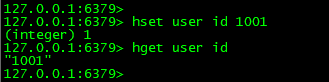 127.0.0.1:6379>
127.0.0.1:6379> hset user id 1001
(integer) 1
127.0.0.1:6379> hget user id
"1001"
127.0.0.1:6379>